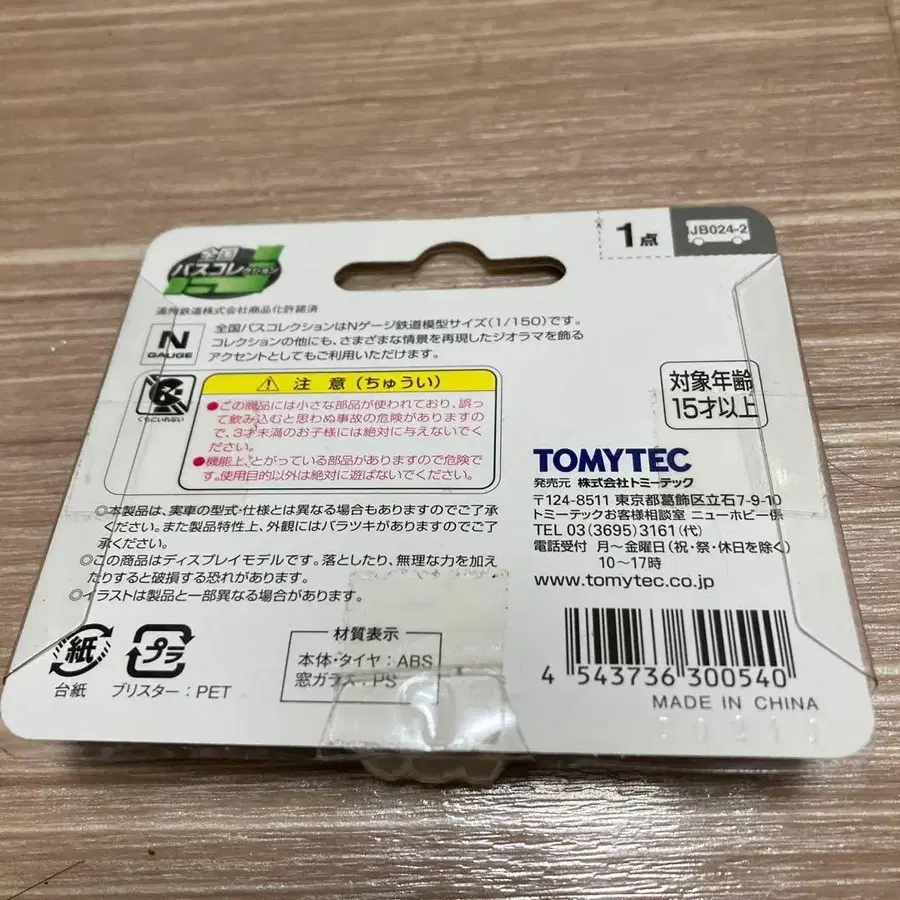 1点
JB024-2
全国
バスコレクション
遠州鉄道株式会社商品化許諾済
N
GAUGE
全国バスコレクションはNゲージ鉄道模型サイズ(1/150)です。
コレクションの他にも、さまざまな情景を再現したジオラマを飾る
アクセントとしてもご利用いただけます。
くちにいれない
⚠ 注 意(ちゅうい)
●この商品には小さな部品が使われており、誤っ
て飲み込むと思わぬ事故の危険がありますの
で、3才未満のお子様には絶対に与えないでくだ
さい。
●機能上、とがっている部品がありますので危険で
す。使用目的以外は絶対に遊ばないでください。
対象年齢
15才以上
◎本製品は、実車の型式・仕様とは異なる場合もありますのでご了承
ください。また製品特性上、外観にはバラツキがありますのでご了
承ください。
◎この商品はディスプレイモデルです。落としたり、無理な力を加え
たりすると破損する恐れがあります。
◎イラストは製品と一部異なる場合があります。
TOMYTEC
発売元 株式会社トミーテック
〒124-8511 東京都葛飾区立石7-9-10
トミーテックお客様相談室 ニューホビー係
TEL 03(3695)3161(代)
電話受付 月～金曜日(祝・祭・休日を除く)
10～17時
www.tomytec.co.jp
紙
台紙
プラ
ブリスター:PET
材質表示
本体・タイヤ:ABS
窓ガラス:PS
4 543736 300540
MADE IN CHINA